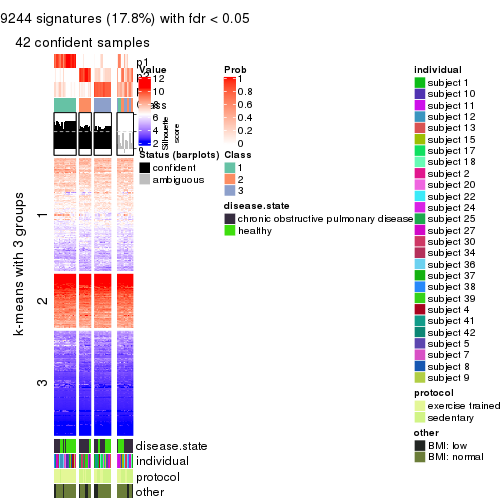 9244 signatures (17.8%) with fdr < 0.05
42 confident samples
p1
p2
Value
12
10
8
6
4
2
Silhouette
score
Prob
1
0.8
0.6
0.4
0.2
0
Status (barplots)
confident
ambiguous
Class
1
2
3
disease.state
chronic obstructive pulmonary disease
healthy
k-means with 3 groups
1
2
3
disease.state
individual
protocol
other
individual
subject 1
subject 10
subject 11
subject 12
subject 13
subject 15
subject 17
subject 18
subject 2
subject 20
subject 22
subject 24
subject 25
subject 27
subject 30
subject 34
subject 36
subject 37
subject 38
subject 39
subject 4
subject 41
subject 42
subject 5
subject 7
subject 8
subject 9
protocol
exercise trained
sedentary
other
BMI: low
BMI: normal